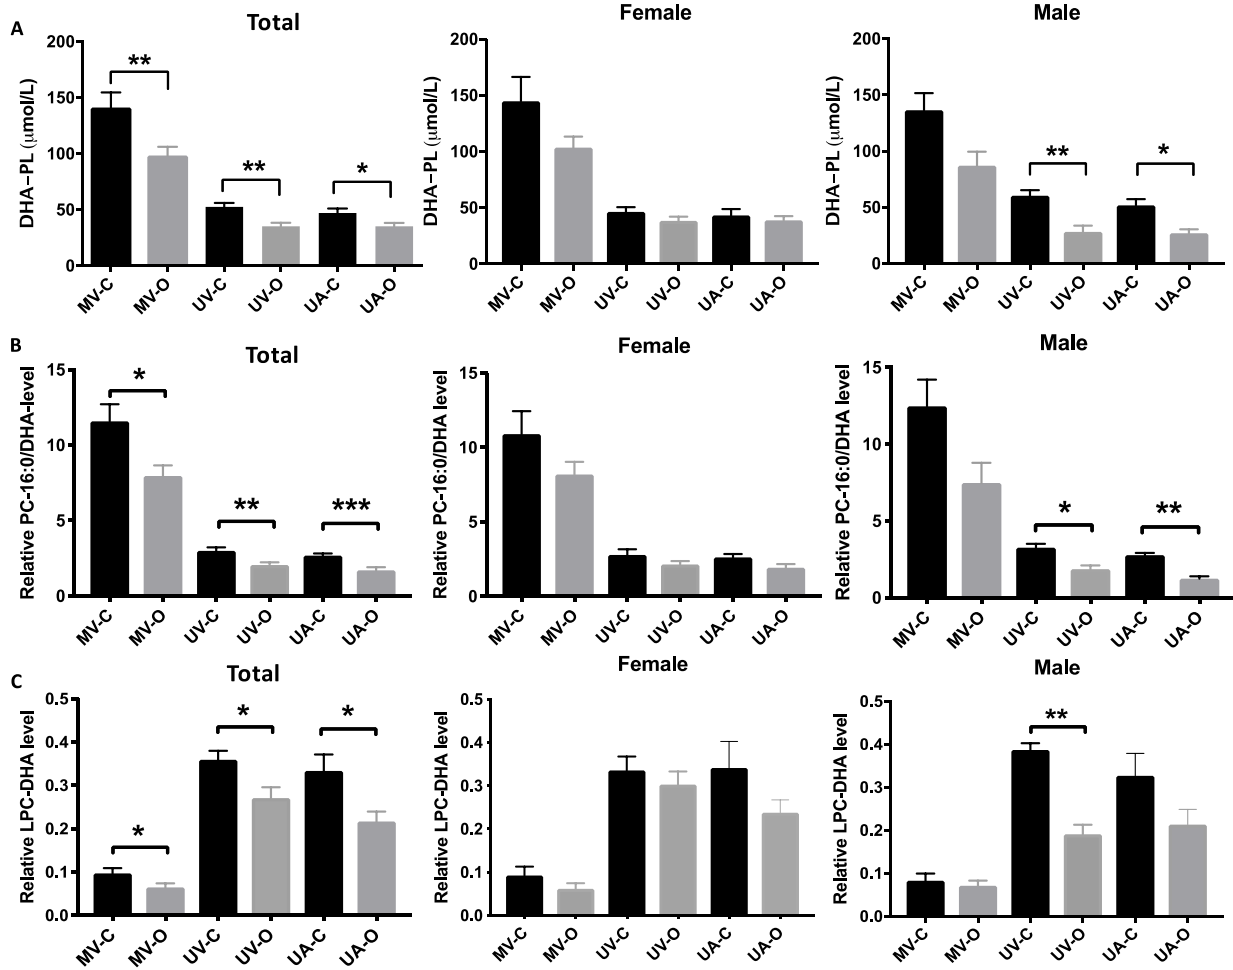 A
Total
Female
Male
DHA–PL (μmol/L)
200
150
100
50
0
**
**
*
MV-C
MV-O
UV-C
UV-O
UA-C
UA-O
DHA–PL (μmol/L)
200
150
100
50
0
MV-C
MV-O
UV-C
UV-O
UA-C
UA-O
DHA–PL (μmol/L)
200
150
100
50
0
**
*
MV-C
MV-O
UV-C
UV-O
UA-C
UA-O
B
Total
Female
Male
Relative PC-16:0/DHA-level
15
10
5
0
*
**
***
MV-C
MV-O
UV-C
UV-O
UA-C
UA-O
Relative PC-16:0/DHA level
15
10
5
0
MV-C
MV-O
UV-C
UV-O
UA-C
UA-O
Relative PC-16:0/DHA level
15
10
5
0
*
**
MV-C
MV-O
UV-C
UV-O
UA-C
UA-O
C
Total
Female
Male
Relative LPC-DHA level
0.5
0.4
0.3
0.2
0.1
0.0
*
*
*
MV-C
MV-O
UV-C
UV-O
UA-C
UA-O
Relative LPC-DHA level
0.5
0.4
0.3
0.2
0.1
0.0
MV-C
MV-O
UV-C
UV-O
UA-C
UA-O
Relative LPC-DHA level
0.5
0.4
0.3
0.2
0.1
0.0
**
MV-C
MV-O
UV-C
UV-O
UA-C
UA-O